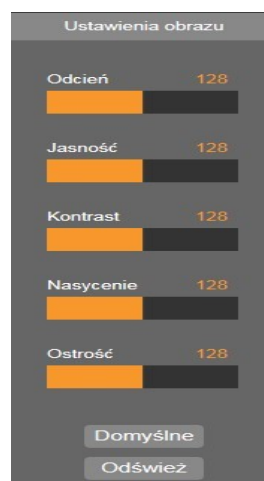 Ustawienia obrazu
Odcień 128
Jasność 128
Kontrast 128
Nasycenie 128
Ostrość 128
Domyślne
Odśwież